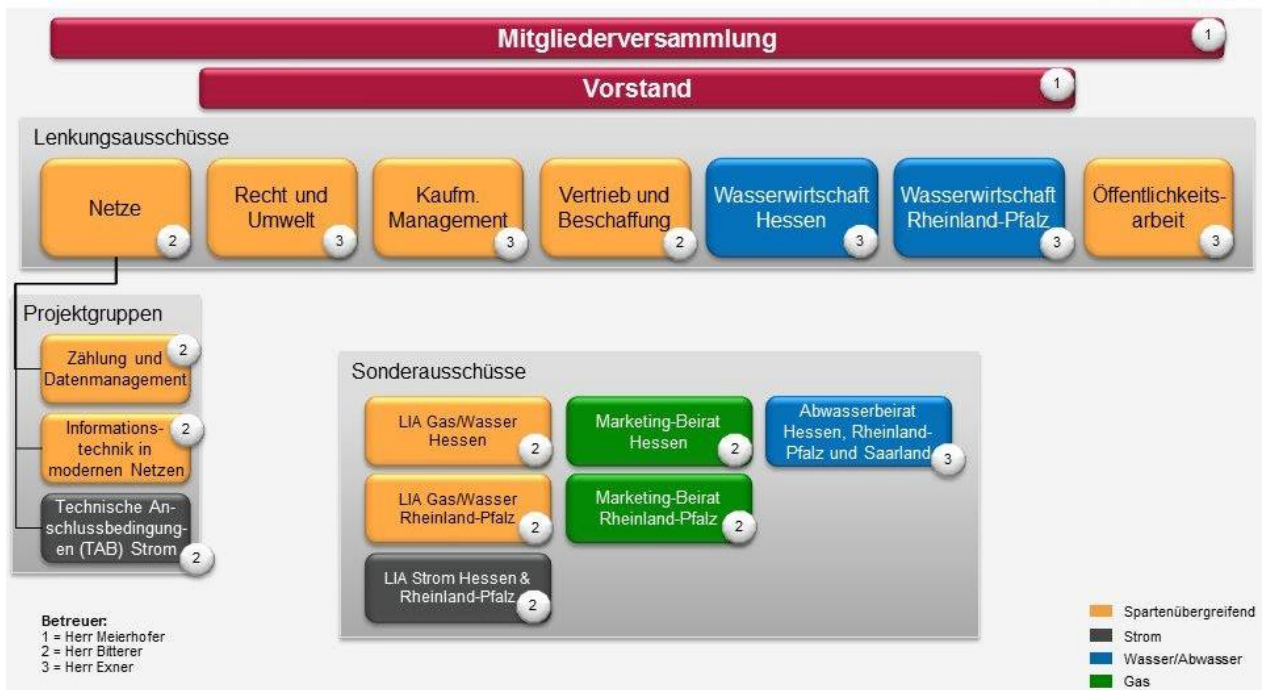 Mitgliederversammlung
1
Vorstand
1
Lenkungsausschüsse
Netze
2
Recht und
Umwelt
3
Kaufm.
Management
3
Vertrieb und
Beschaffung
2
Wasserwirtschaft
Hessen
3
Wasserwirtschaft
Rheinland-Pfalz
3
Öffentlichkeits-
arbeit
3
Projektgruppen
Zählung und
Datenmanagement
2
Informations-
technik in
modernen Netzen
2
Technische An-
schlussbedingung-
en (TAB) Strom
2
Sonderausschüsse
LIA Gas/Wasser
Hessen
2
Marketing-Beirat
Hessen
2
Abwasserbeirat
Hessen, Rheinland-
Pfalz und Saarland
3
LIA Gas/Wasser
Rheinland-Pfalz
2
Marketing-Beirat
Rheinland-Pfalz
2
LIA Strom Hessen &
Rheinland-Pfalz
2
Betreuer:
1 = Herr Meierhofer
2 = Herr Bitterer
3 = Herr Exner
Spartenübergreifend
Strom
Wasser/Abwasser
Gas